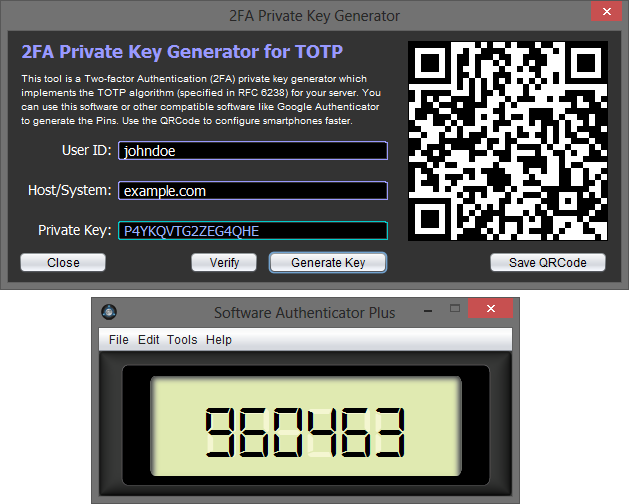 2FA Private Key Generator
2FA Private Key Generator for TOTP
This tool is a Two-factor Authentication (2FA) private key generator which
implements the TOTP algorithm (specified in RFC 6238) for your server. You
can use this software or other compatible software like Google Authenticator
to generate the Pins. Use the QRCode to configure smartphones faster.
User ID: johndoe
Host/System: example.com
Private Key: P4YKQVTG2ZEG4QHE
Close Verify Generate Key Save QRCode
Software Authenticator Plus
File Edit Tools Help
960463